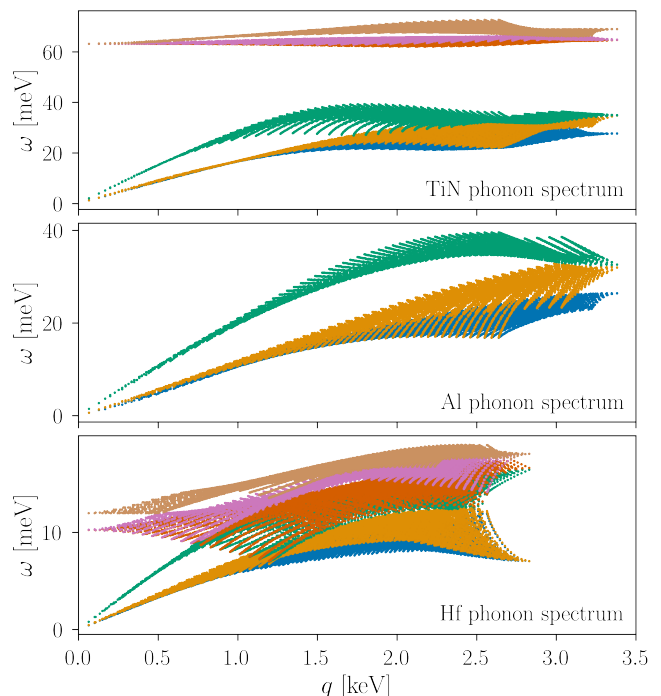 60
40
20
0
ω [meV]
TiN phonon spectrum
40
20
0
ω [meV]
Al phonon spectrum
10
0
ω [meV]
Hf phonon spectrum
0.0 0.5 1.0 1.5 2.0 2.5 3.0 3.5
q [keV]